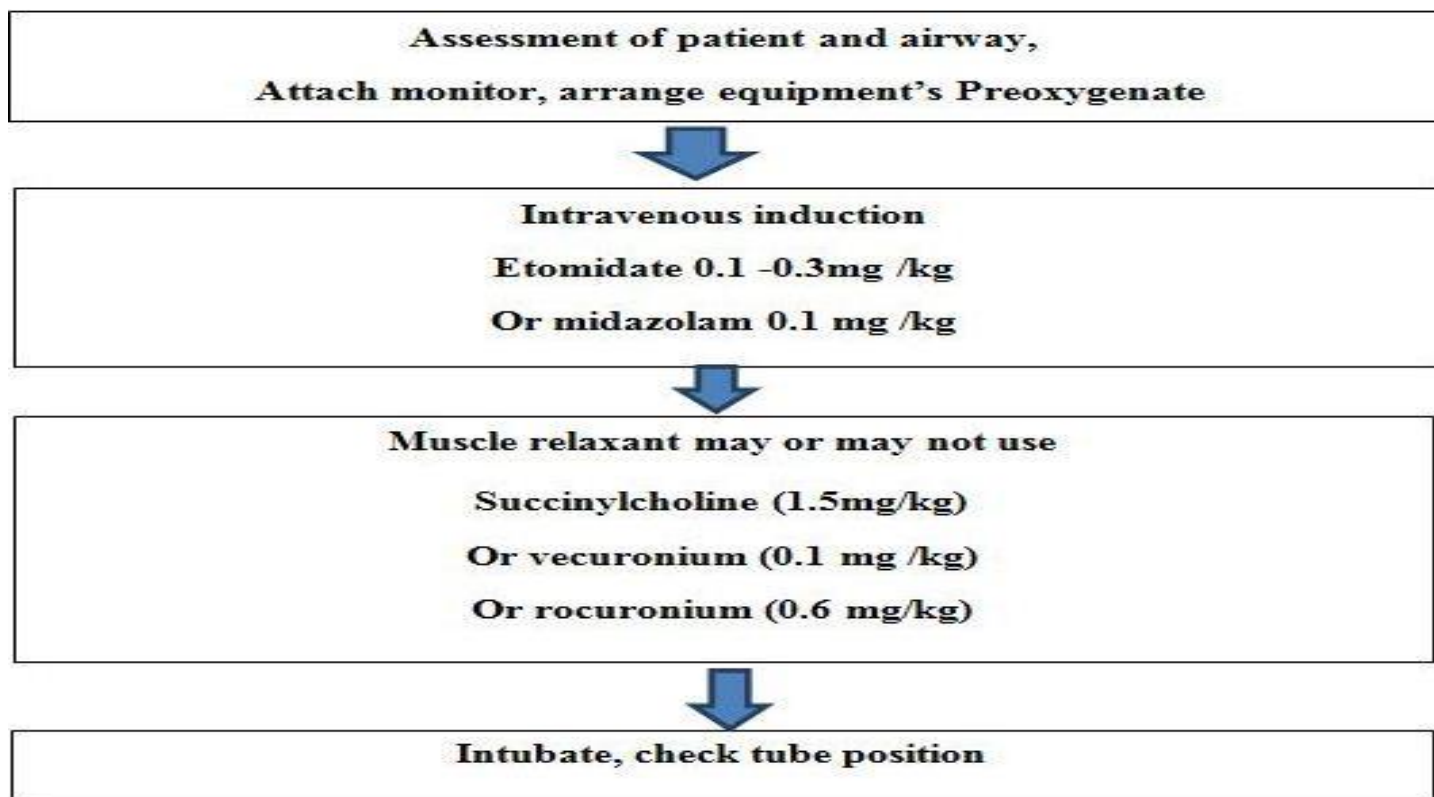 Assessment of patient and airway,
Attach monitor, arrange equipment’s Preoxygenate
Intravenous induction
Etomidate 0.1 -0.3mg /kg
Or midazolam 0.1 mg /kg
Muscle relaxant may or may not use
Succinylcholine (1.5mg/kg)
Or vecuronium (0.1 mg /kg)
Or rocuronium (0.6 mg/kg)
Intubate, check tube position